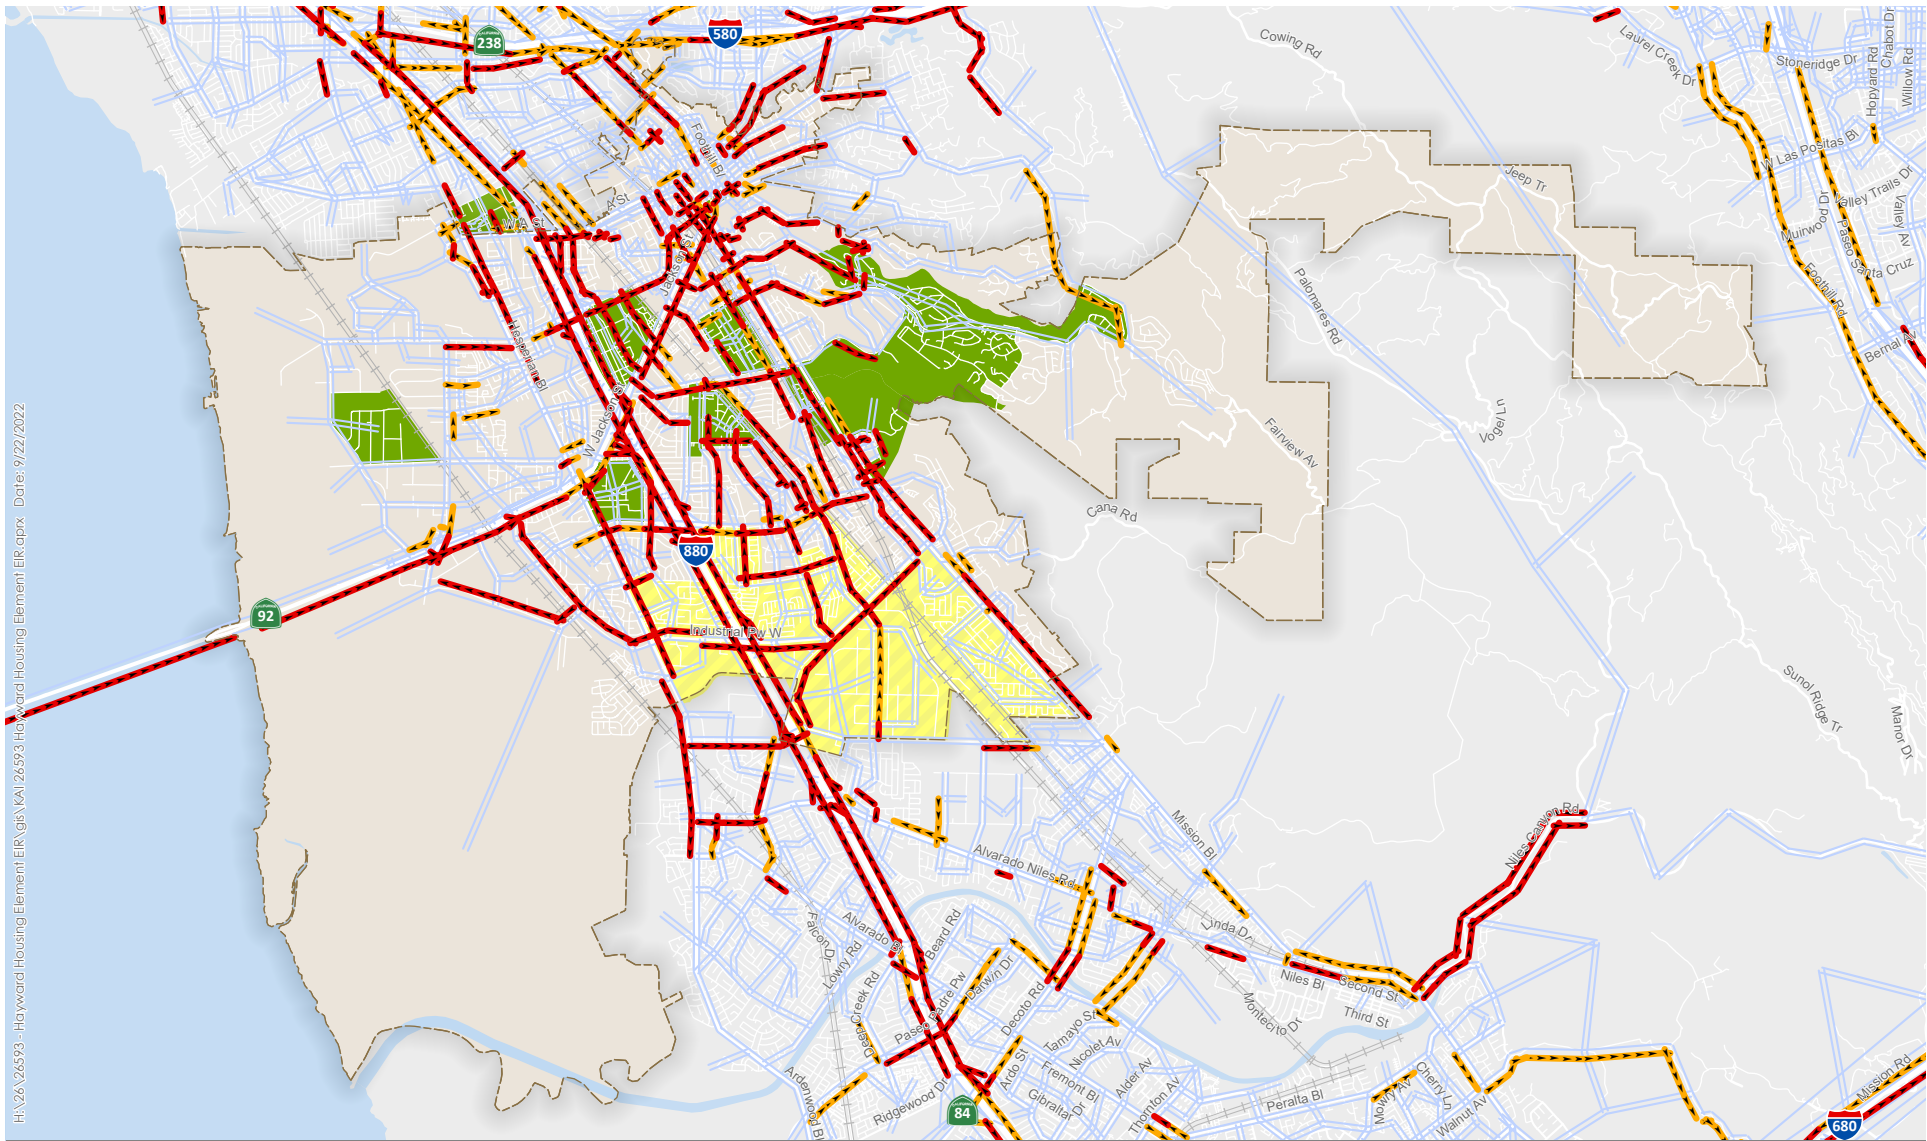 580
CALIFORNIA
238
Cowing Rd
Laurel Creek Dr
Stoneridge Dr
Hopyard Rd
Chabot Dr
Willow Rd
Foothill Bl
W Las Positas Bl
Jeep Tr
A St
W A St
Valley Trails Dr
Muirwood Dr
Valley Av
Paseo Santa Cruz
Jackson St
Palomares Rd
Foothill Rd
Hesperian Bl
Bernal Av
W Jackson St
Vogel Ln
Fairview Av
Cana Rd
880
CALIFORNIA
92
Industrial Pw W
Sunol Ridge Tr
Manor Dr
Niles Canyon Rd
Mission Bl
Alvarado Niles Rd
Linda Dr
Falcon Dr
Alvarado Bl
Lowry Rd
Beard Rd
Niles Bl
Second St
Third St
Deep Creek Rd
Paseo Padre Pw
Darwin Dr
Decoto Rd
Tamayo St
Montecito Dr
Nicolet Av
Ardenwood Bl
Ridgewood Dr
Ardo St
Fremont Bl
Gibraltar Dr
Alder Av
Thornton Av
Peralta Bl
Mowry Av
Cherry Ln
Walnut Av
Mission Rd
CALIFORNIA
84
680
H:\26\26593 - Hayward Housing Element EIR\gis\KAI 26593 Hayward Housing Element EIR.aprx Date: 9/22/2022